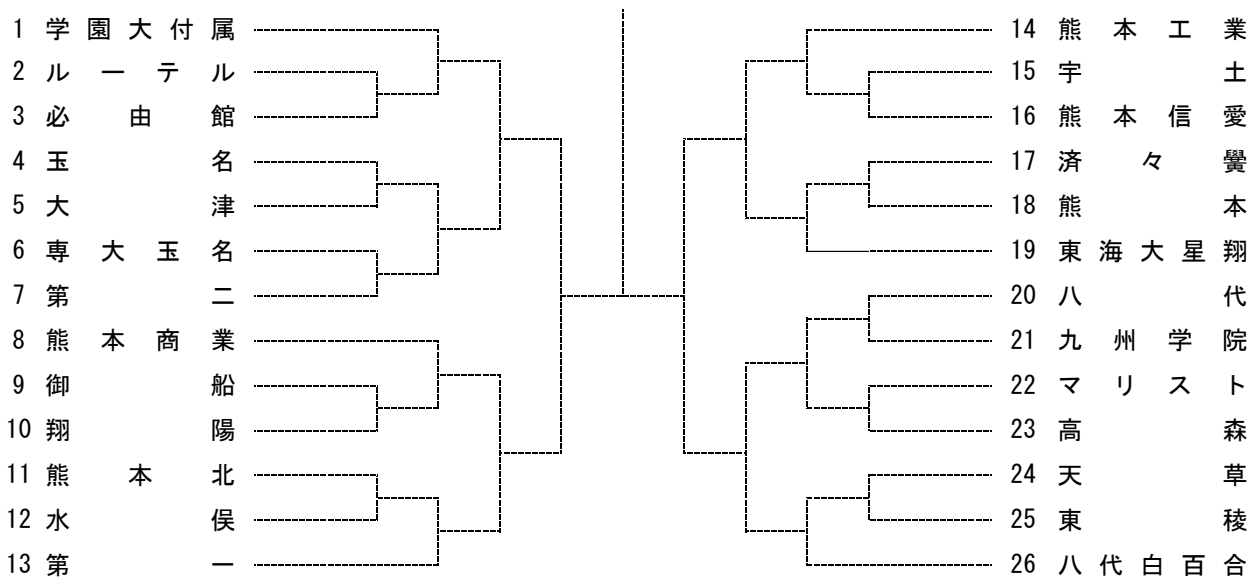 1 学園大付属
2 ルーテル
3 必由館
4 玉名
5 大津
6 専大玉名
7 第二
8 熊本商業
9 御船
10 翔陽
11 熊本北
12 水俣
13 第一
14 熊本工業
15 宇土
16 熊本信愛
17 済々黌
18 熊本
19 東海大星翔
20 八代
21 九州学院
22 マリスト
23 高森
24 天草
25 東稜
26 八代白百合